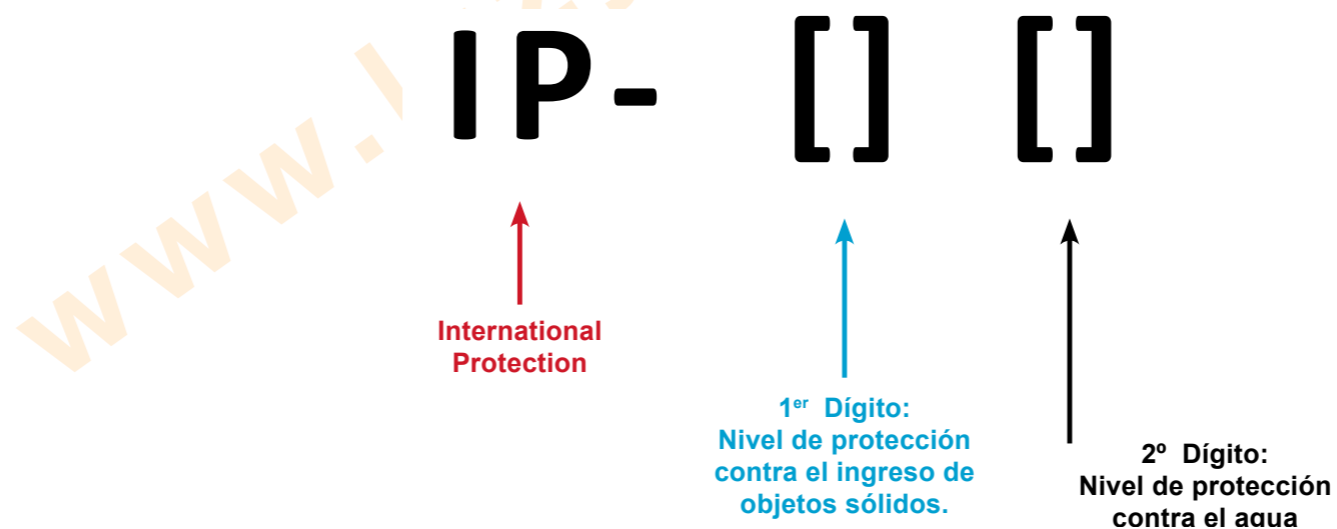 IP- [] []
International
Protection
1er Dígito:
Nivel de protección
contra el ingreso de
objetos sólidos.
2º Dígito:
Nivel de protección
contra el agua
www.